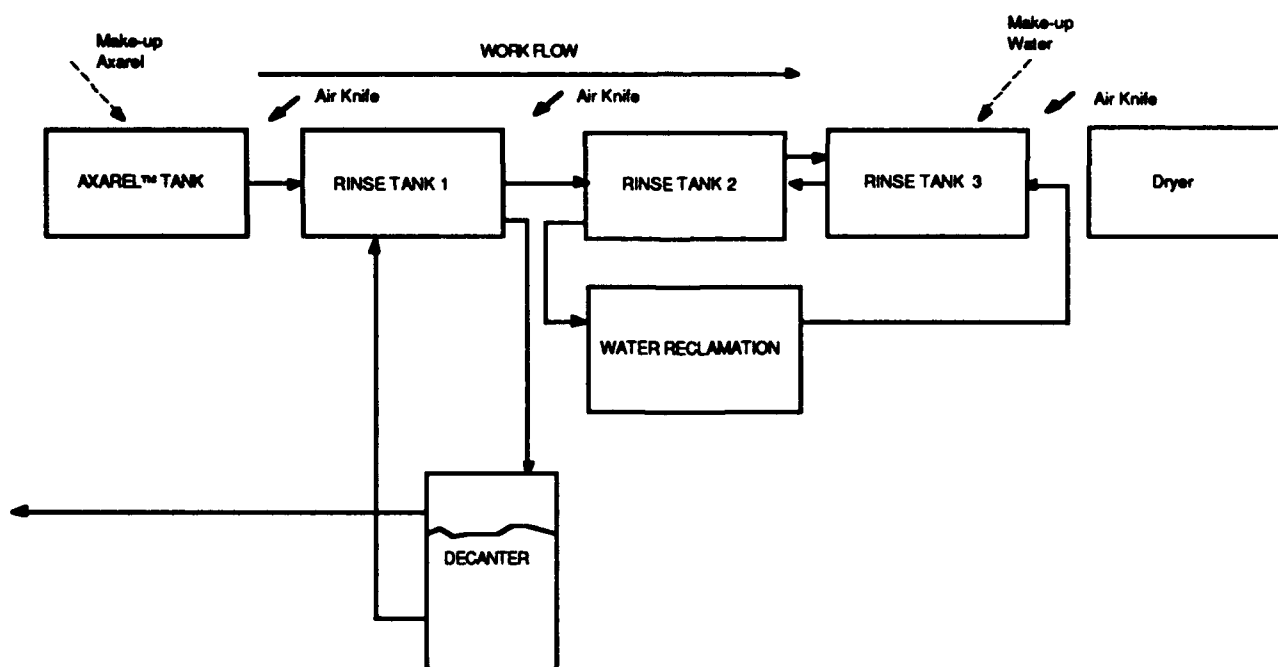 Make-up
Axarel
WORK FLOW
Make-up
Water
Air Knife
Air Knife
Air Knife
AXAREL™ TANK
RINSE TANK 1
RINSE TANK 2
RINSE TANK 3
Dryer
WATER RECLAMATION
DECANTER